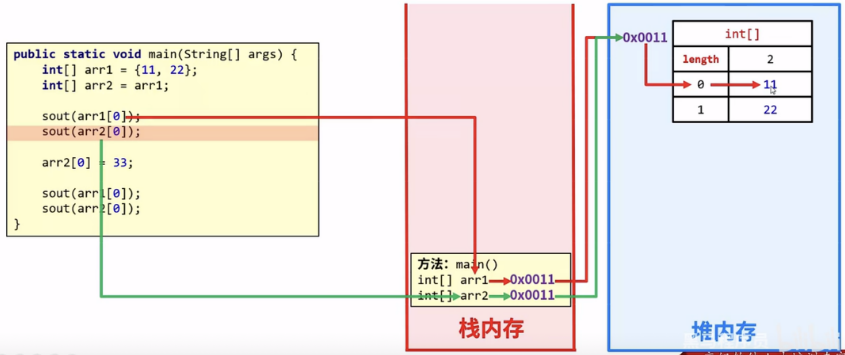 public static void main(String[] args) {
int[] arr1 = {11, 22};
int[] arr2 = arr1;
sout(arr1[0]);
sout(arr2[0]);
arr2[0] = 33;
sout(arr1[0]);
sout(arr2[0]);
}
方法：main()
int[] arr1 0x0011
int[] arr2 0x0011
栈内存
0x0011
int[]
length 2
0 11
1 22
堆内存